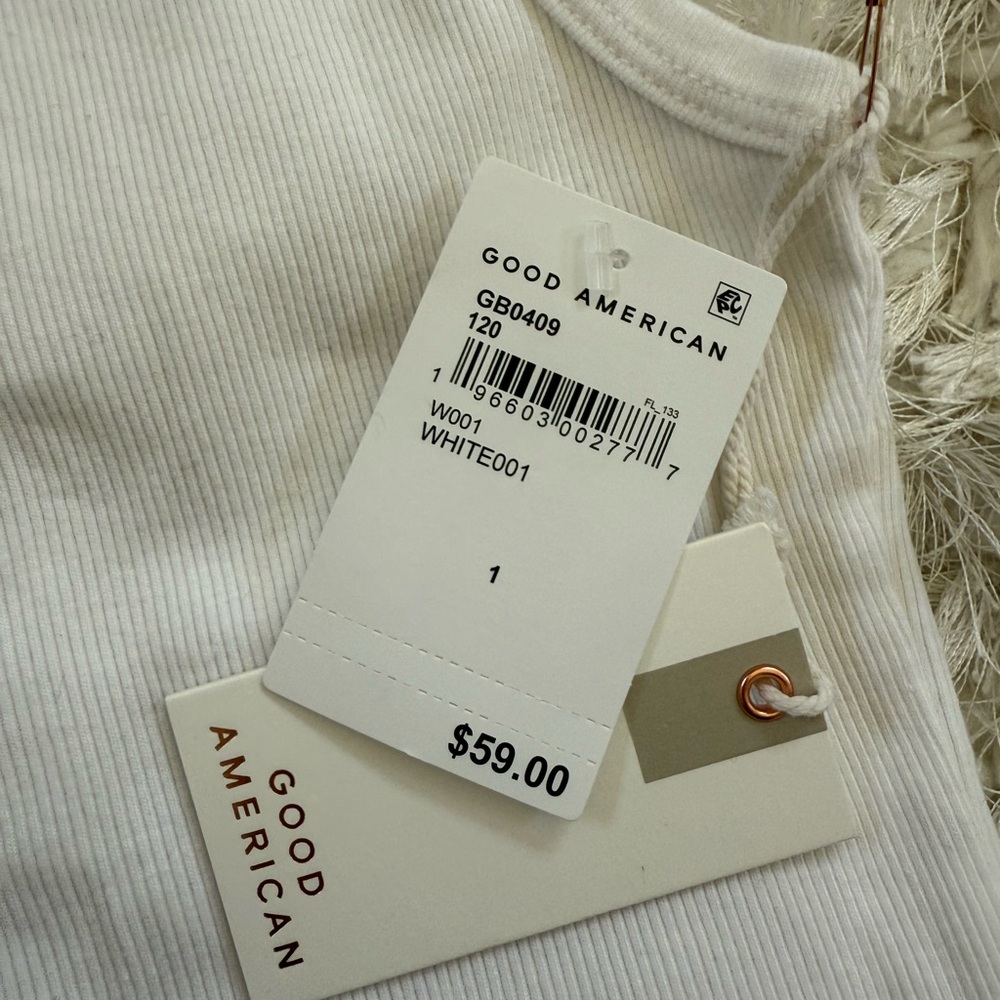 GOOD AMERICAN
GB0409
120
FL_133
1 96603 00277 7
W001
WHITE001
1
$59.00
GOOD
AMERICAN